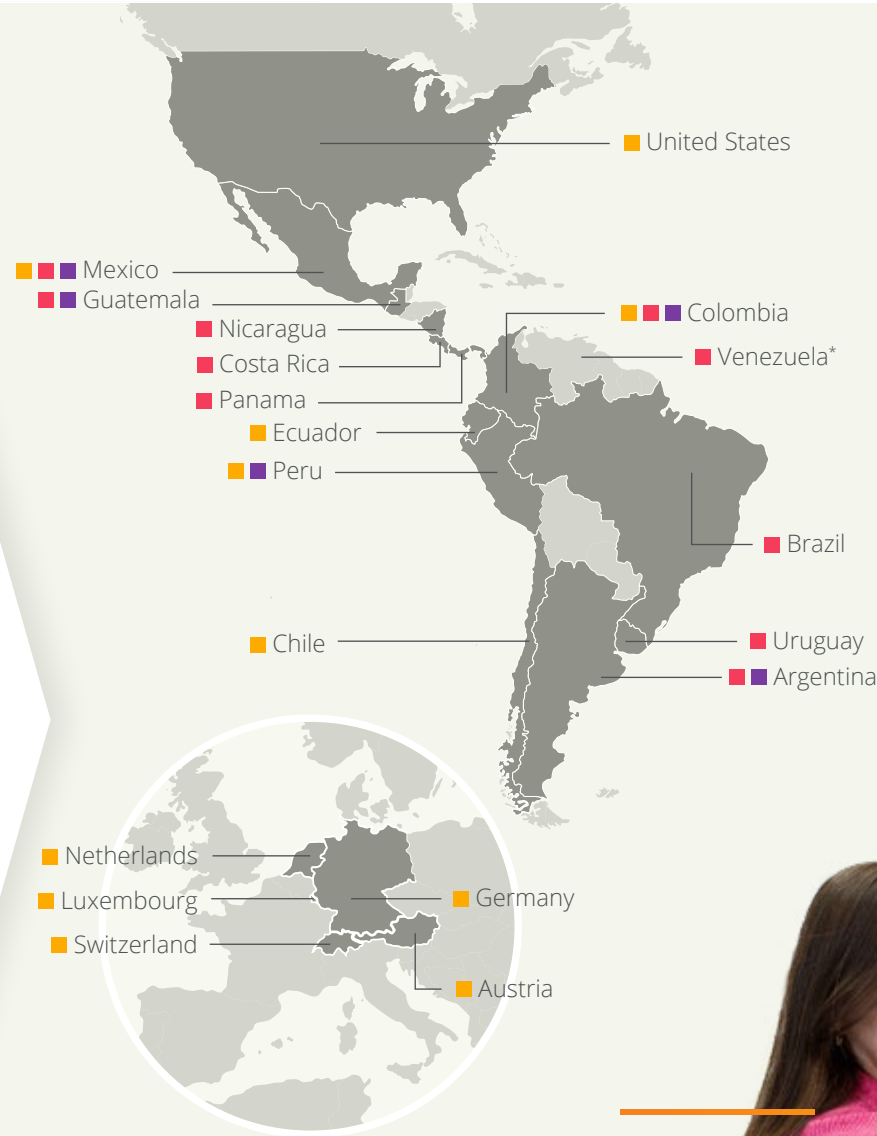 United States
Mexico
Guatemala
Colombia
Nicaragua
Venezuela*
Costa Rica
Panama
Ecuador
Peru
Brazil
Chile
Uruguay
Argentina
Netherlands
Luxembourg
Germany
Switzerland
Austria